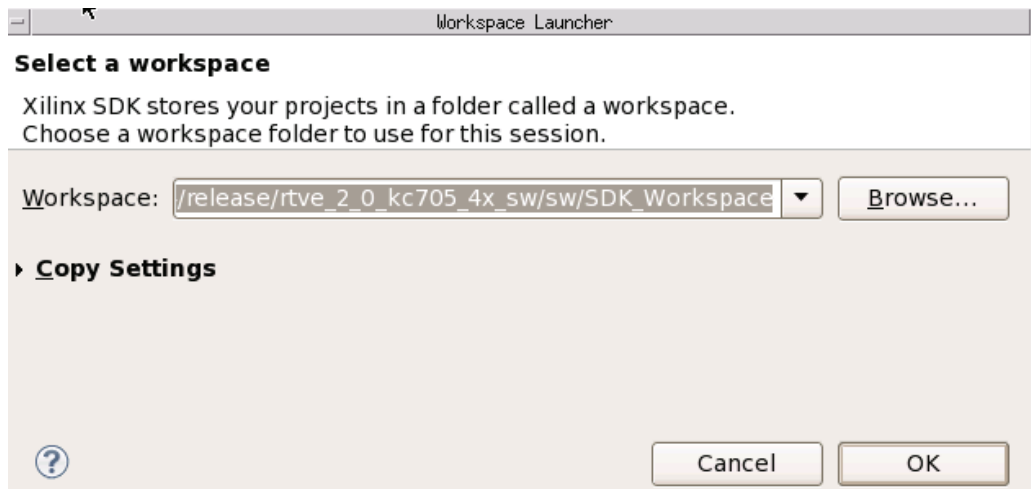 Workspace Launcher
Select a workspace
Xilinx SDK stores your projects in a folder called a workspace.
Choose a workspace folder to use for this session.
Workspace: /release/rtve_2_0_kc705_4x_sw/sw/SDK_Workspace Browse...
Copy Settings
? Cancel OK